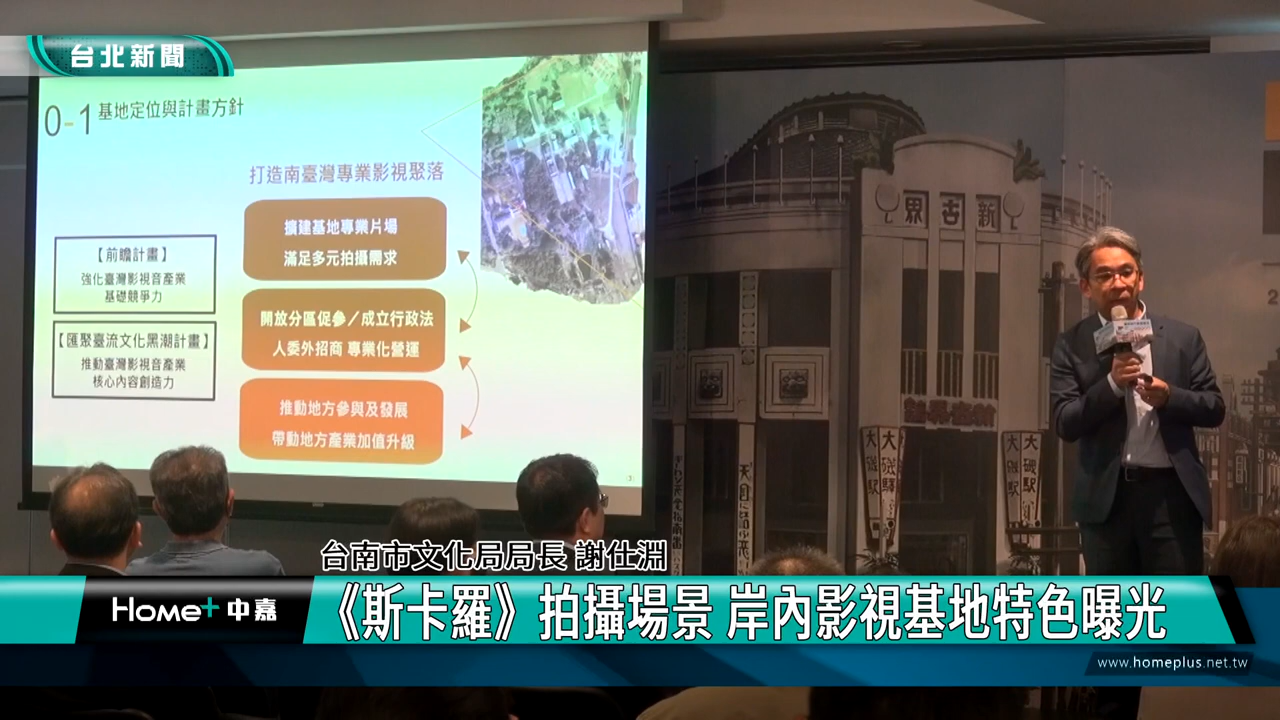 台北新聞
0-1 基地定位與計畫方針
打造南臺灣專業影視聚落
擴建基地專業片場
滿足多元拍攝需求
【前瞻計畫】
強化臺灣影視音產業
基礎競爭力
開放分區促參／成立行政法
人委外招商 專業化營運
【匯聚臺流文化黑潮計畫】
推動臺灣影視音產業
核心內容創造力
推動地方參與及發展
帶動地方產業加值升級
界古新
大磯駅
大磯駅
台南市文化局局長 謝仕淵
Home+ 中嘉
《斯卡羅》拍攝場景 岸內影視基地特色曝光
www.homeplus.net.tw